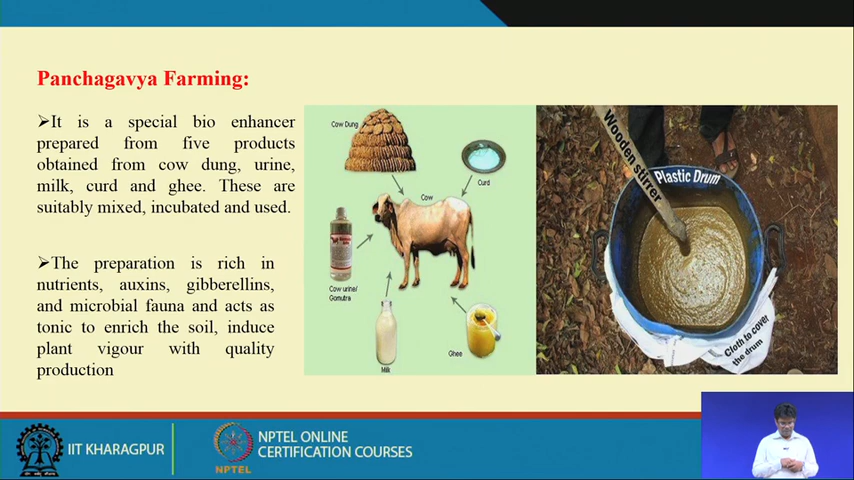 Panchagavya Farming:
➢It is a special bio enhancer
prepared from five products
obtained from cow dung, urine,
milk, curd and ghee. These are
suitably mixed, incubated and used.
➢The preparation is rich in
nutrients, auxins, gibberellins,
and microbial fauna and acts as
tonic to enrich the soil, induce
plant vigour with quality
production
Cow Dung
Curd
Cow
Cow urine/
Gomutra
Milk
Ghee
Wooden stirrer
Plastic Drum
Cloth to cover
the drum
IIT KHARAGPUR
NPTEL
NPTEL ONLINE
CERTIFICATION COURSES